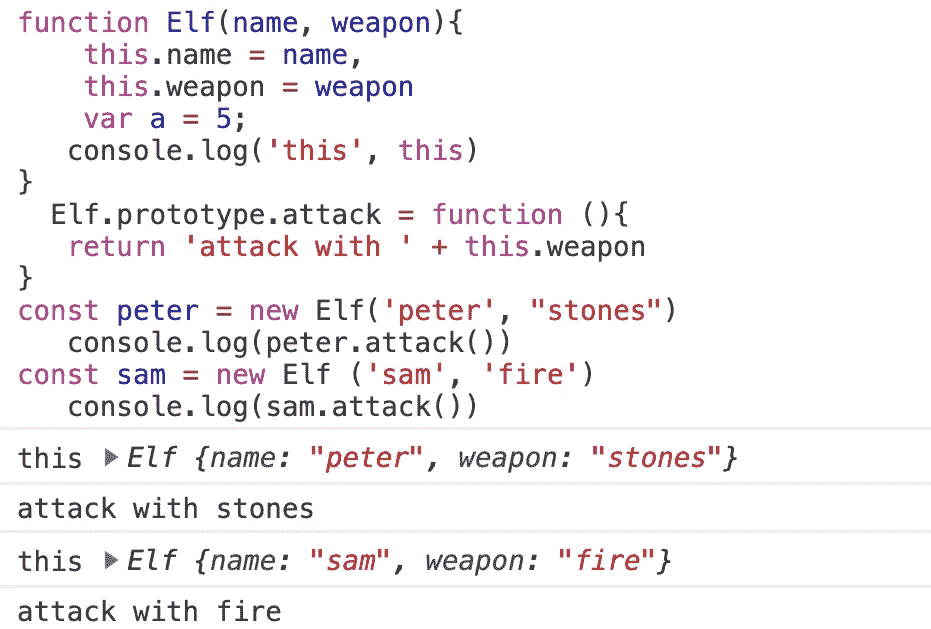 function Elf(name, weapon){
    this.name = name,
    this.weapon = weapon
    var a = 5;
   console.log('this', this)
}
  Elf.prototype.attack = function (){
   return 'attack with ' + this.weapon
}
const peter = new Elf('peter', "stones")
   console.log(peter.attack())
const sam = new Elf ('sam', 'fire')
   console.log(sam.attack())
this ▶Elf {name: "peter", weapon: "stones"}
attack with stones
this ▶Elf {name: "sam", weapon: "fire"}
attack with fire